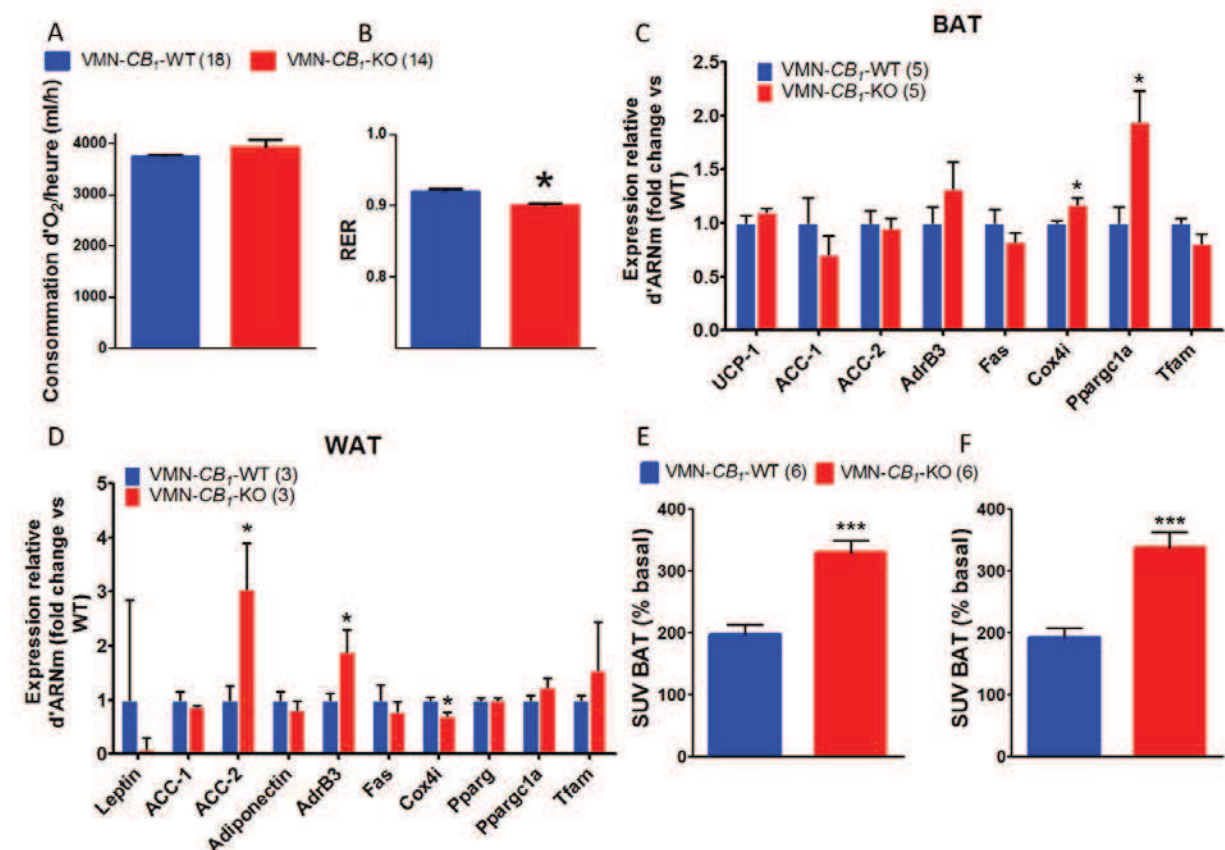 A
B
VMN-CB₁-WT (18)
VMN-CB₁-KO (14)
Consommation d'O₂/heure (ml/h)
4000
3000
2000
1000
0
RER
1.0
0.9
0.8
*
C
BAT
VMN-CB₁-WT (5)
VMN-CB₁-KO (5)
Expression relative
d'ARNm (fold change vs
WT)
2.5
2.0
1.5
1.0
0.5
0.0
*
*
UCP-1
ACC-1
ACC-2
AdrB3
Fas
Cox4i
Ppargc1a
Tfam
D
WAT
VMN-CB₁-WT (3)
VMN-CB₁-KO (3)
Expression relative
d'ARNm (fold change vs
WT)
5
4
3
2
1
0
*
*
*
Leptin
ACC-1
ACC-2
Adiponectin
AdrB3
Fas
Cox4i
Pparg
Ppargc1a
Tfam
E
F
VMN-CB₁-WT (6)
VMN-CB₁-KO (6)
SUV BAT (% basal)
400
300
200
100
0
***
SUV BAT (% basal)
400
300
200
100
0
***